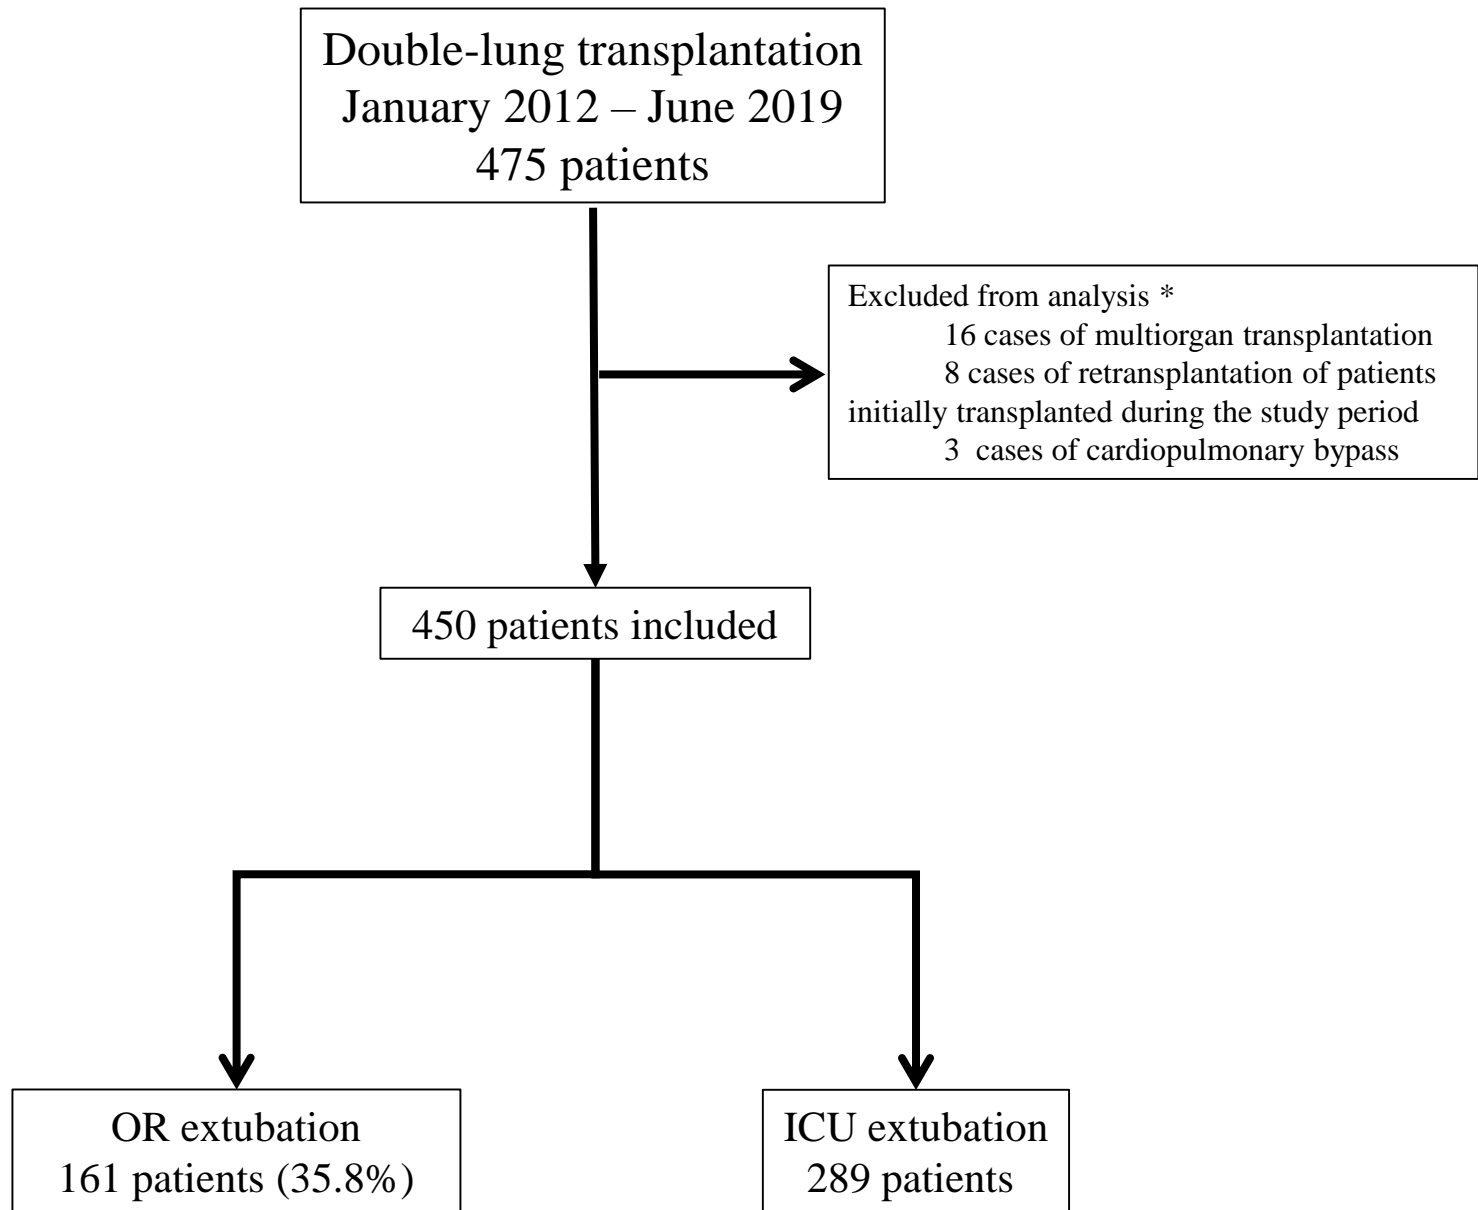 Double-lung transplantation
January 2012 – June 2019
475 patients
Excluded from analysis *
16 cases of multiorgan transplantation
8 cases of retransplantation of patients
initially transplanted during the study period
3 cases of cardiopulmonary bypass
450 patients included
OR extubation
161 patients (35.8%)
ICU extubation
289 patients